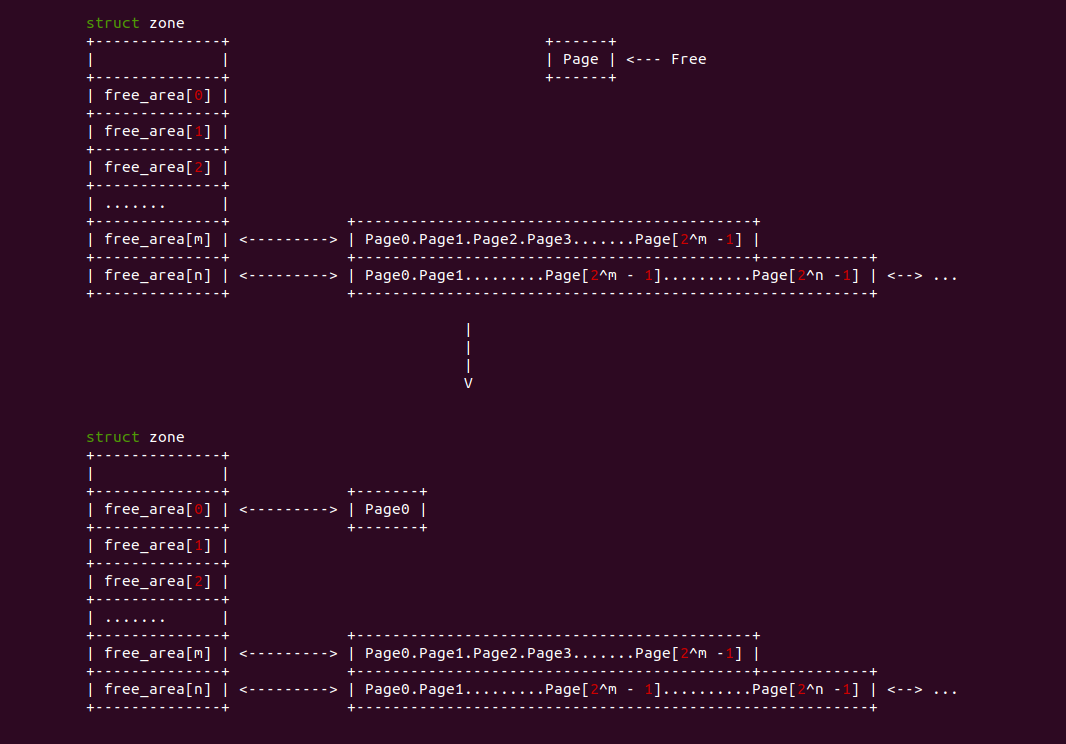 struct zone
+--------------+                                   +------+
|              |                                   | Page | <--- Free
+--------------+                                   +------+
| free_area[0] |
+--------------+
| free_area[1] |
+--------------+
| free_area[2] |
+--------------+
| .......      |
+--------------+             +--------------------------------------------+
| free_area[m] | <---------> | Page0.Page1.Page2.Page3.......Page[2^m -1] |
+--------------+             +--------------------------------------------+------------+
| free_area[n] | <---------> | Page0.Page1.........Page[2^m - 1]..........Page[2^n -1] | <--> ...
+--------------+             +---------------------------------------------------------+
                                          |
                                          |
                                          |
                                          V
struct zone
+--------------+
|              |
+--------------+             +-------+
| free_area[0] | <---------> | Page0 |
+--------------+             +-------+
| free_area[1] |
+--------------+
| free_area[2] |
+--------------+
| .......      |
+--------------+             +--------------------------------------------+
| free_area[m] | <---------> | Page0.Page1.Page2.Page3.......Page[2^m -1] |
+--------------+             +--------------------------------------------+------------+
| free_area[n] | <---------> | Page0.Page1.........Page[2^m - 1]..........Page[2^n -1] | <--> ...
+--------------+             +---------------------------------------------------------+